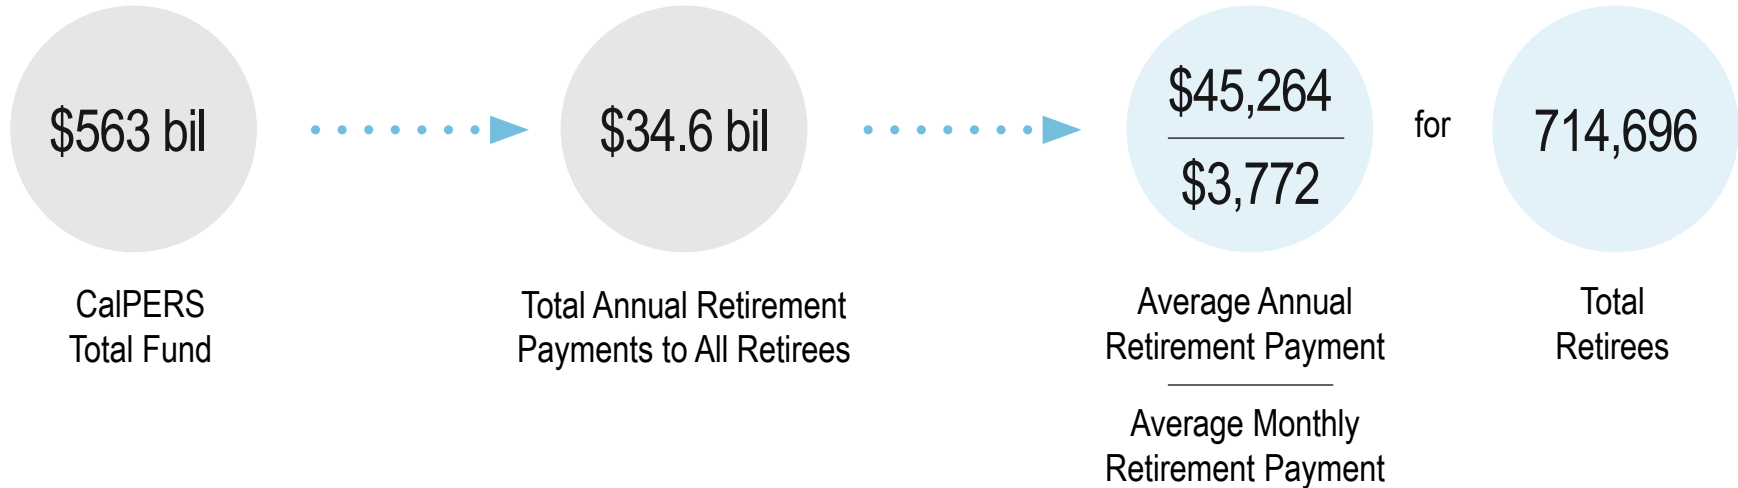 $563 bil
CalPERS
Total Fund
$34.6 bil
Total Annual Retirement
Payments to All Retirees
$45,264
$3,772
Average Annual
Retirement Payment
Average Monthly
Retirement Payment
for
714,696
Total
Retirees